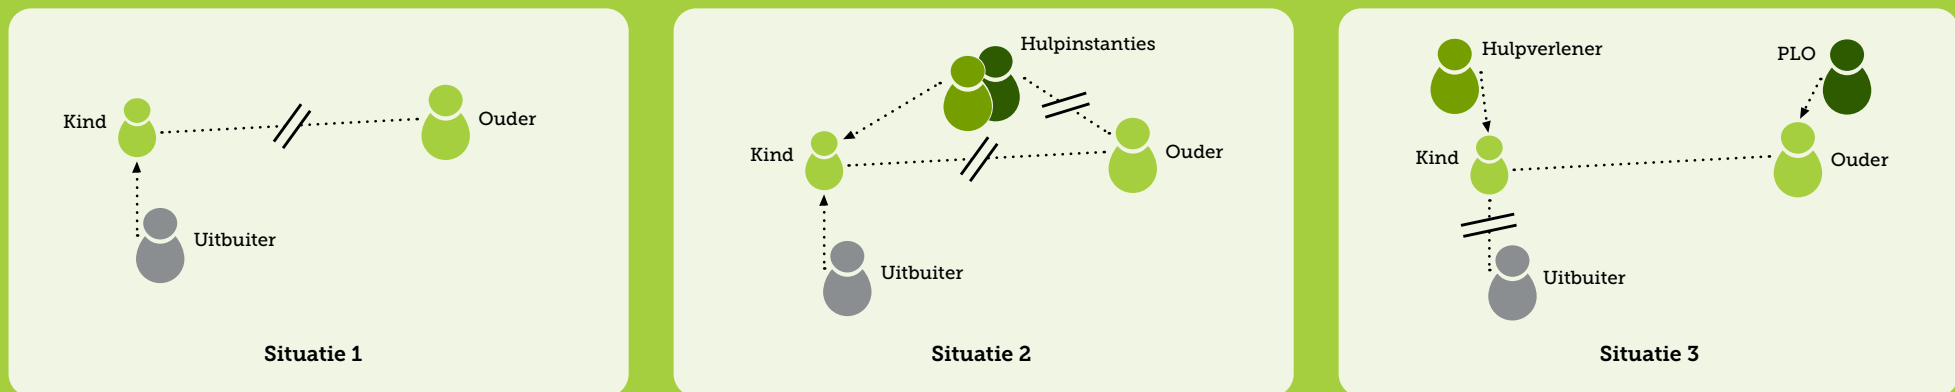 Kind
Ouder
Uitbuiter
Situatie 1
Hulpinstanties
Kind
Ouder
Uitbuiter
Situatie 2
Hulpverlener
PLO
Kind
Ouder
Uitbuiter
Situatie 3